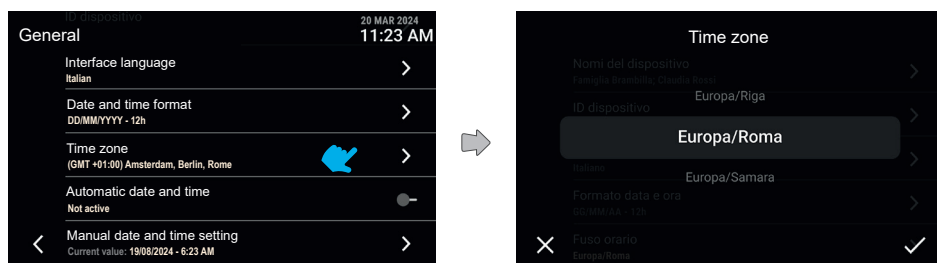 ID dispositivo
General
20 MAR 2024
11:23 AM
Interface language
Italian
Date and time format
DD/MM/YYYY - 12h
Time zone
(GMT +01:00) Amsterdam, Berlin, Rome
Automatic date and time
Not active
Manual date and time setting
Current value: 19/08/2024 - 6:23 AM
Time zone
Nomi del dispositivo
Famiglia Brambilla; Claudia Rossi
Europa/Riga
ID dispositivo
Europa/Roma
Italiano
Europa/Samara
Formato data e ora
GG/MM/AA - 12h
Fuso orario
Europa/Roma